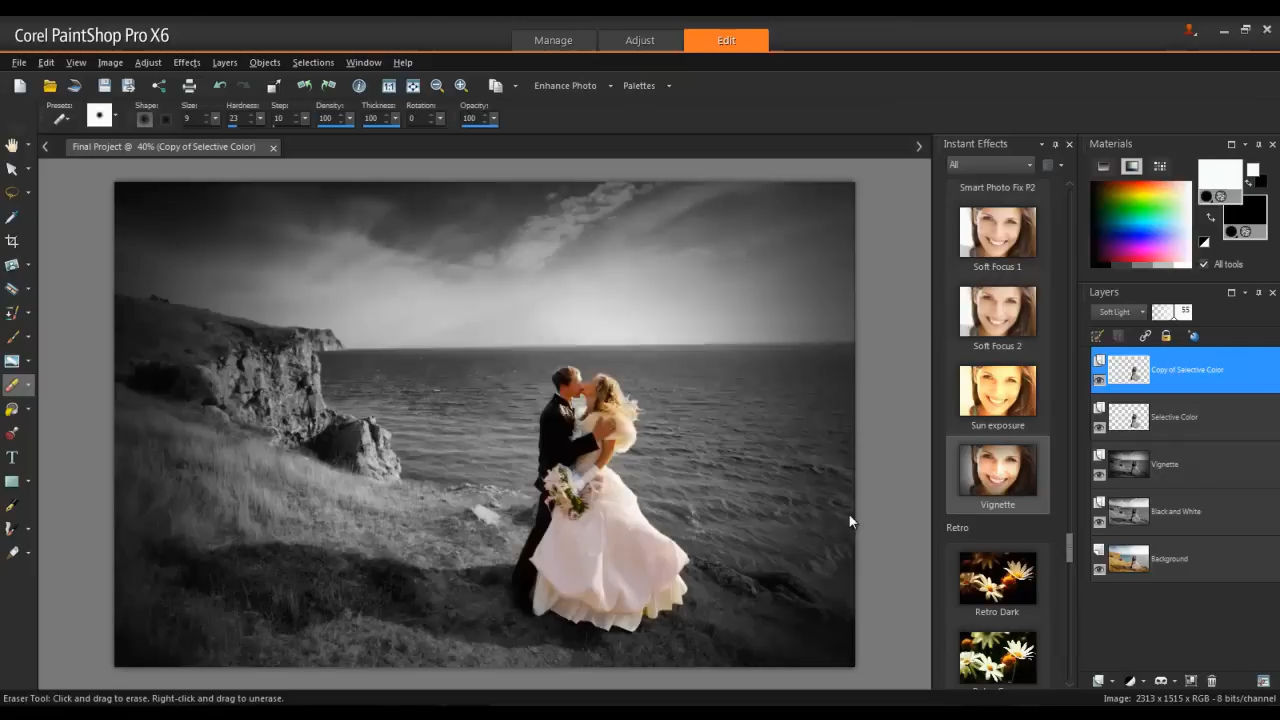 Corel PaintShop Pro X6
Manage Adjust Edit
File Edit View Image Adjust Effects Layers Objects Selections Window Help
Enhance Photo Palettes
Presets: Shape: Size: Hardness: Step: Density: Thickness: Rotation: Opacity:
9 23 10 100 100 0 100
Final Project @ 40% (Copy of Selective Color)
Instant Effects
All
Smart Photo Fix P2
Soft Focus 1
Soft Focus 2
Sun exposure
Vignette
Retro
Retro Dark
Materials
All tools
Layers
Soft Light 55
Copy of Selective Color
Selective Color
Vignette
Black and White
Background
Eraser Tool: Click and drag to erase. Right-click and drag to unerase.
Image: 2313 x 1515 x RGB - 8 bits/channel